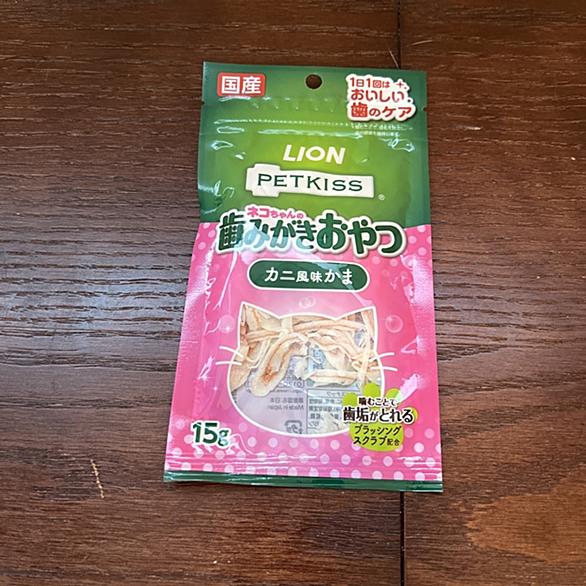 国産
1日1回は
おいしい
歯のケア
LION
PETKISS
®
ネコちゃんの
歯みがきおやつ
カニ風味かま
15g
噛むことで
歯垢がとれる
ブラッシング
スクラブ配合
Made in
Japan